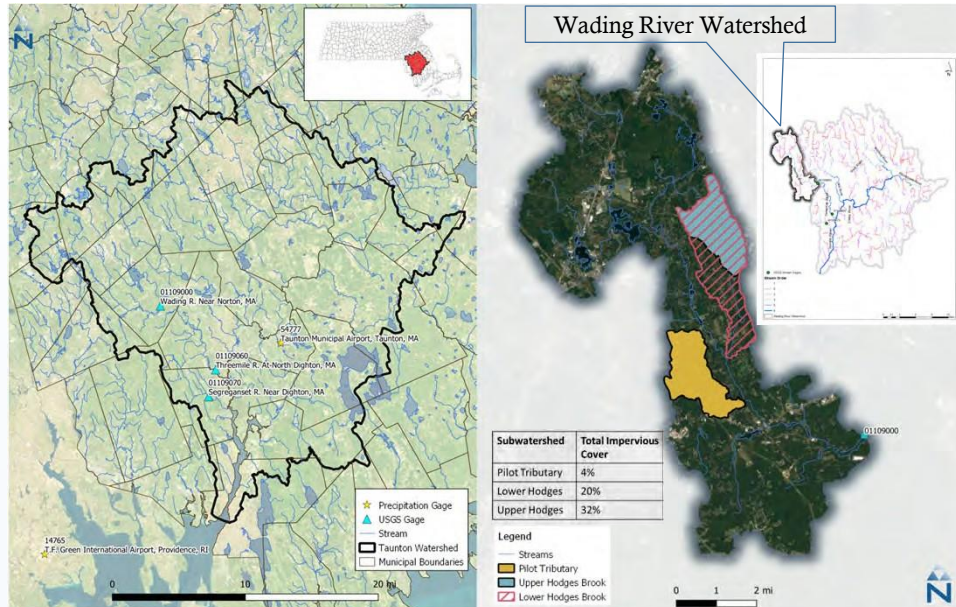 N
01109000
Wading R. Near Norton, MA
54777
Taunton Municipal Airport, Taunton, MA
01109060
Threemile R. At-North Dighton, MA
01109070
Segreganset R. Near Dighton, MA
14765
T.F. Green International Airport, Providence, RI
Precipitation Gage
USGS Gage
Stream
Taunton Watershed
Municipal Boundaries
0 10 20 mi
Wading River Watershed
01109000
Subwatershed Total Impervious Cover
Pilot Tributary 4%
Lower Hodges 20%
Upper Hodges 32%
Legend
Streams
Pilot Tributary
Upper Hodges Brook
Lower Hodges Brook
0 1 2 mi
N